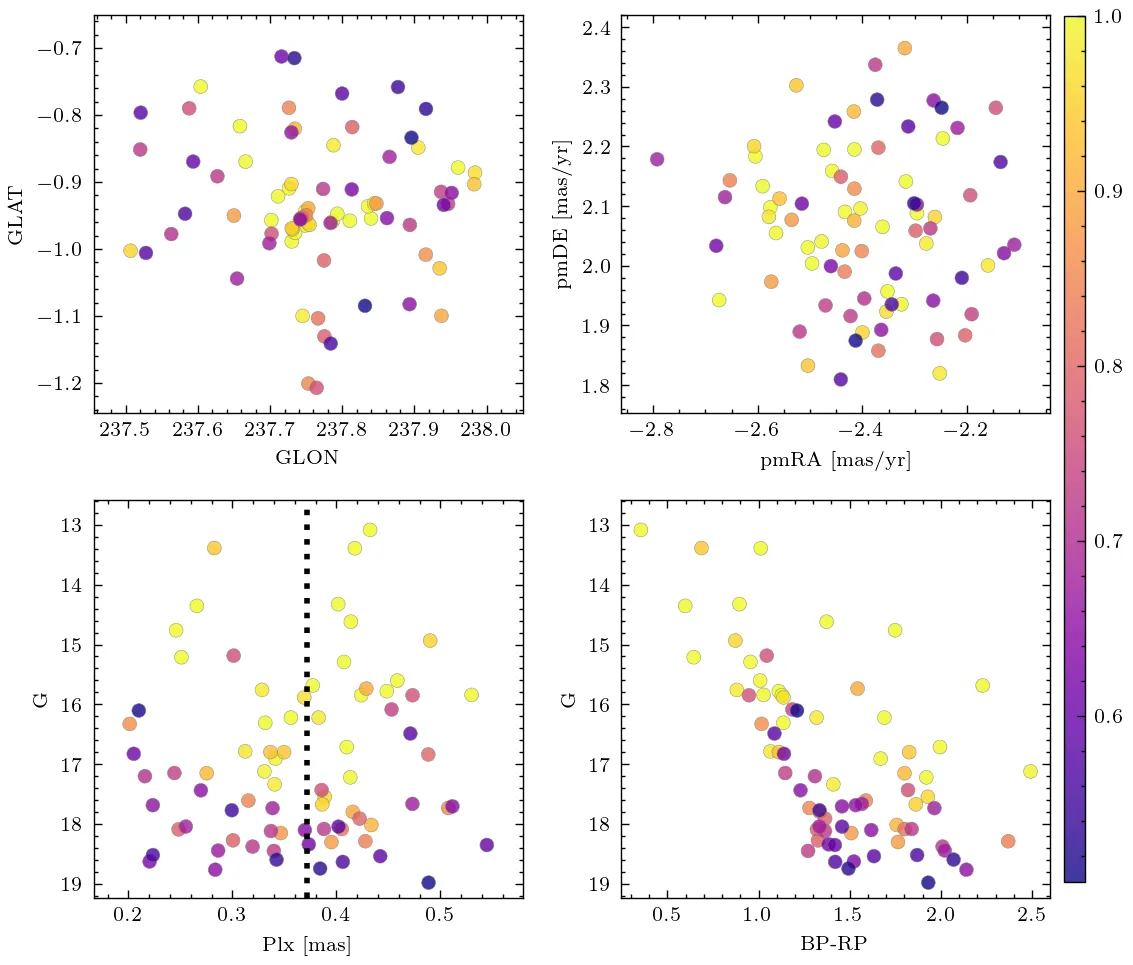 −0.7
−0.8
−0.9
−1.0
−1.1
−1.2
GLAT
237.5 237.6 237.7 237.8 237.9 238.0
GLON
2.4
2.3
2.2
2.1
2.0
1.9
1.8
pmDE [mas/yr]
−2.8 −2.6 −2.4 −2.2
pmRA [mas/yr]
13
14
15
16
17
18
19
G
0.2 0.3 0.4 0.5
Plx [mas]
13
14
15
16
17
18
19
G
0.5 1.0 1.5 2.0 2.5
BP-RP
1.0
0.9
0.8
0.7
0.6